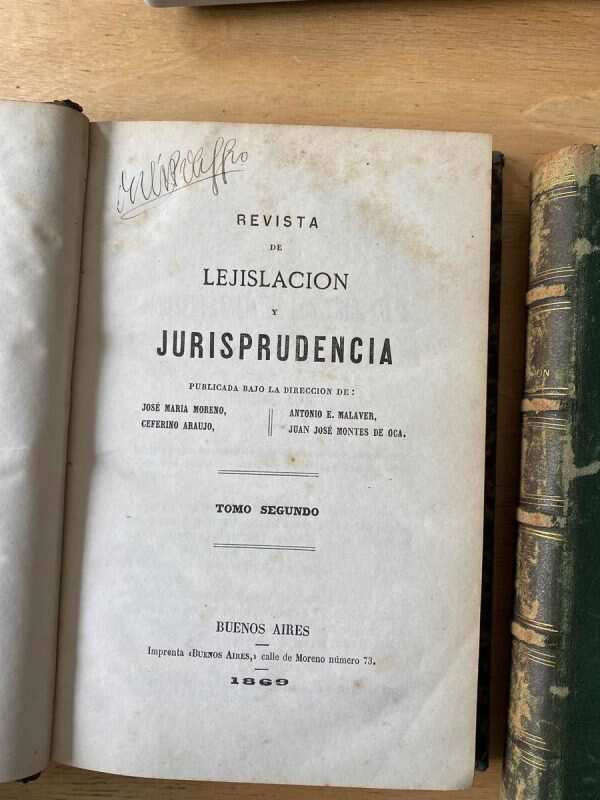 REVISTA
DE
LEJISLACION
Y
JURISPRUDENCIA
PUBLICADA BAJO LA DIRECCION DE:
JOSÉ MARIA MORENO,
CEFERINO ARAUJO,
ANTONIO E. MALAVER,
JUAN JOSÉ MONTES DE OCA.
TOMO SEGUNDO
BUENOS AIRES
Imprenta «BUENOS AIRES,» calle de Moreno número 73.
1869